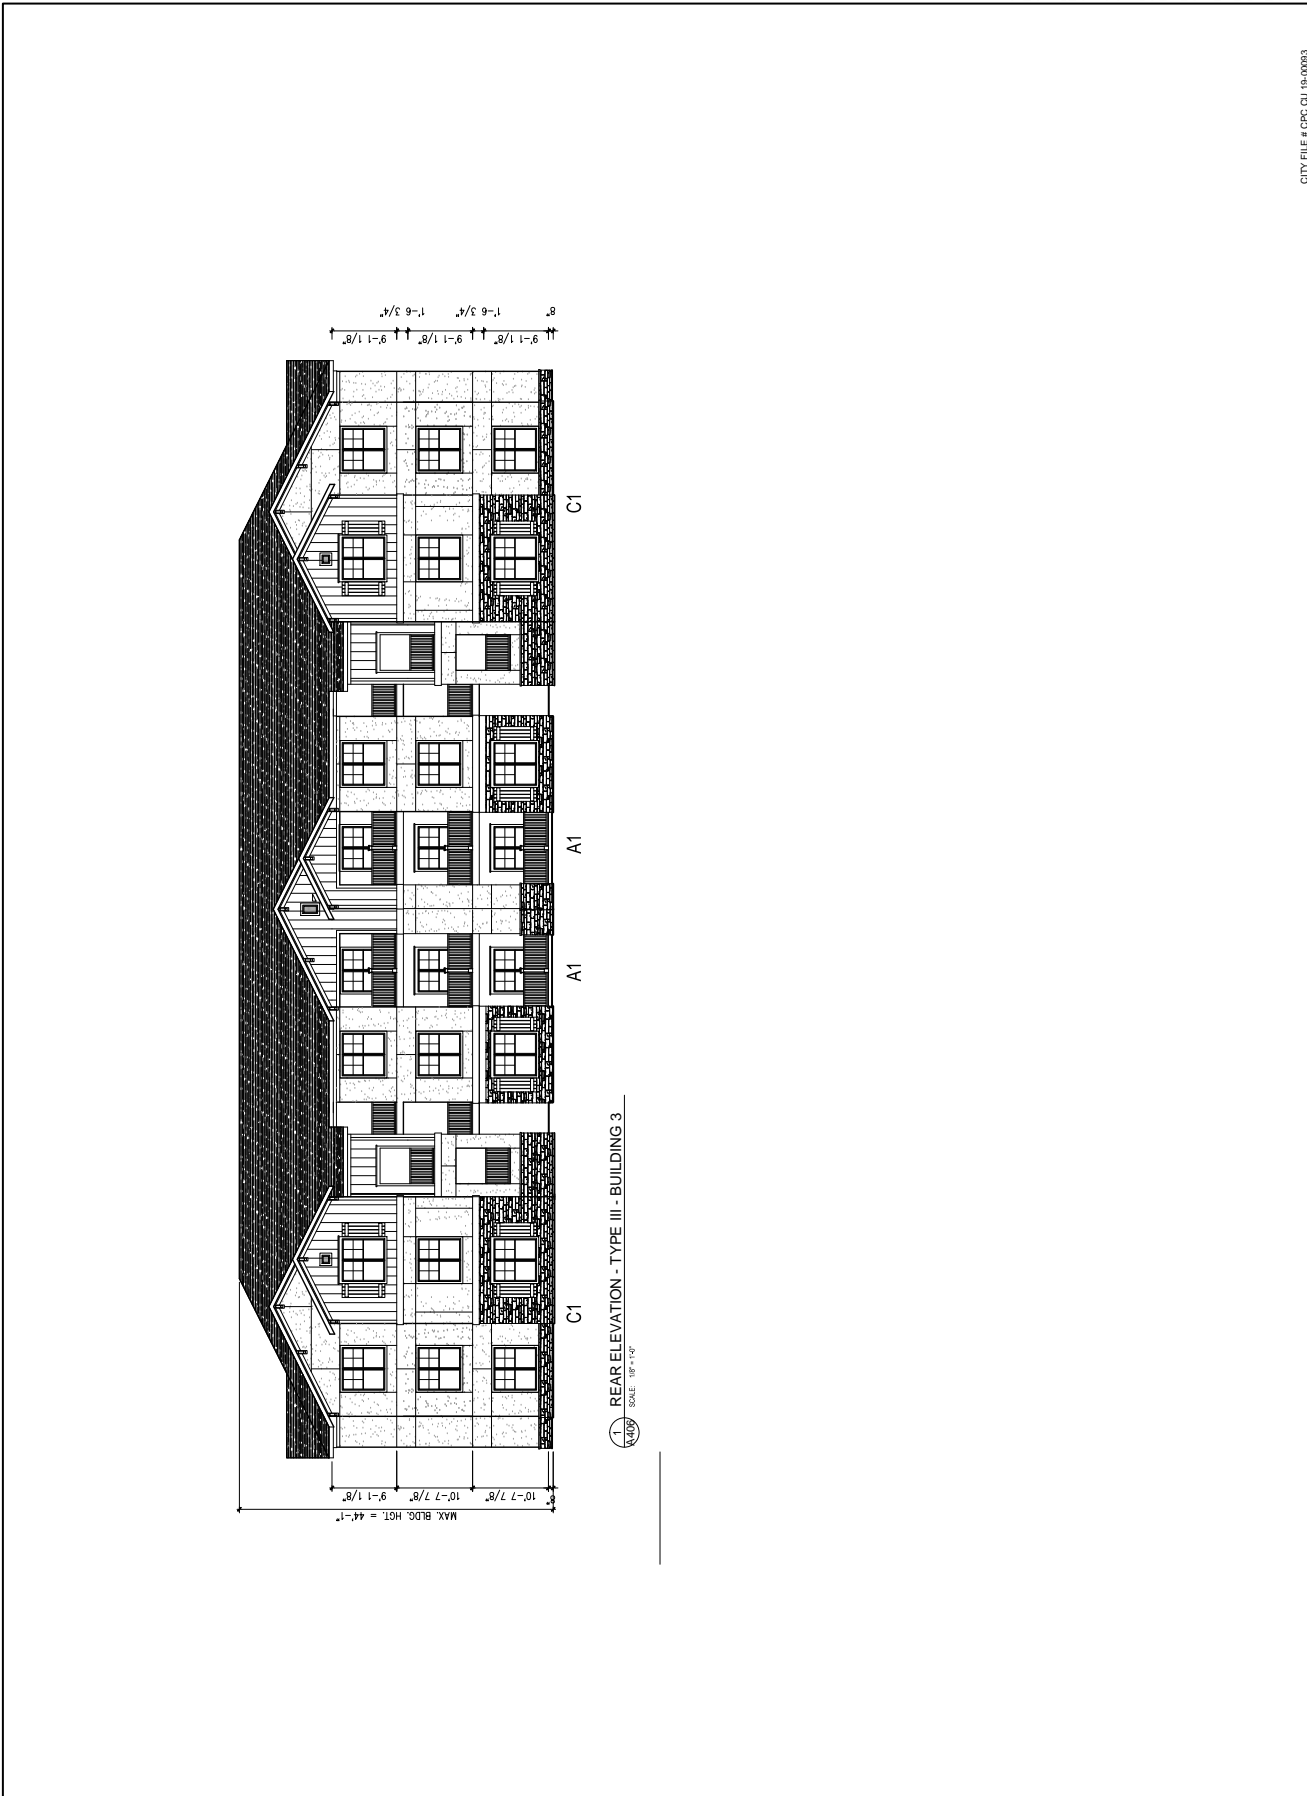 CITY FILE # CPC CU 19-00093
MAX. BLDG. HGT. = 44'-1"
9'-1 1/8"
10'-7 7/8"
10'-7 7/8"
8"
9'-1 1/8"
1'-6 3/4"
9'-1 1/8"
1'-6 3/4"
9'-1 1/8"
8"
C1
A1
A1
C1
1
A406
REAR ELEVATION - TYPE III - BUILDING 3
SCALE: 1/8" = 1'-0"